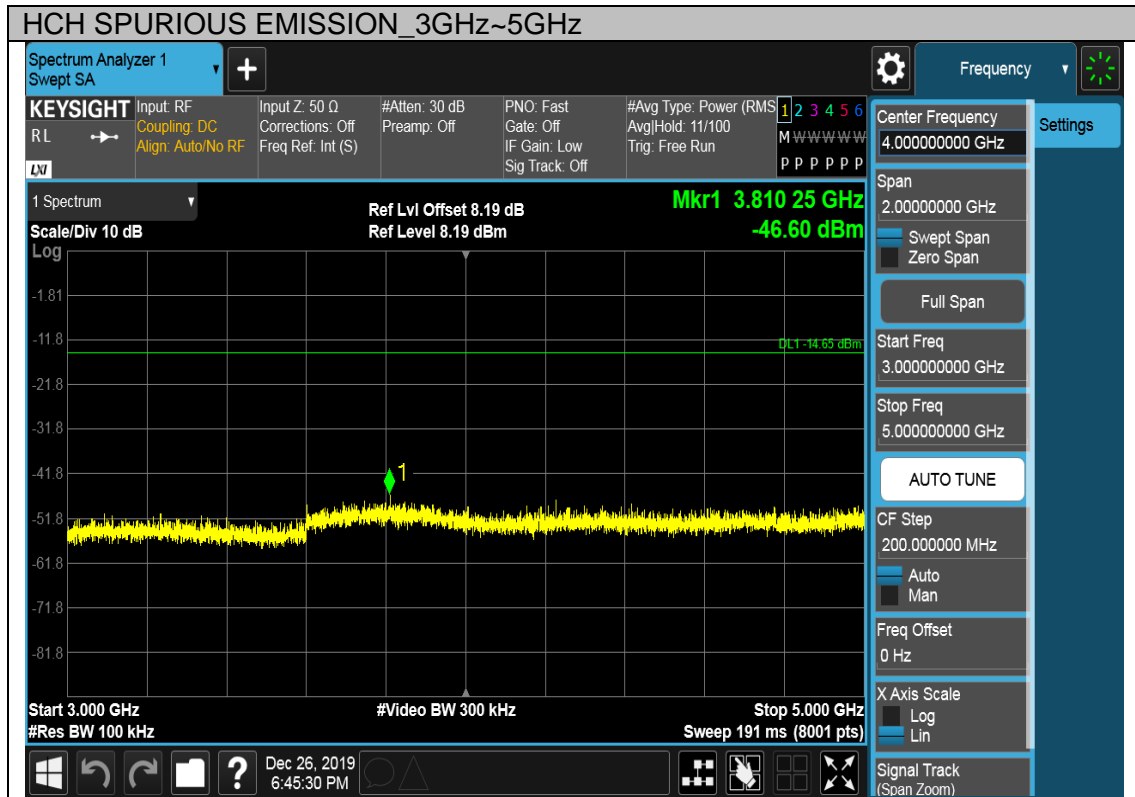 HCH SPURIOUS EMISSION_3GHz~5GHz
Spectrum Analyzer 1
Swept SA
+
Frequency
KEYSIGHT
RL
LXI
Input: RF
Coupling: DC
Align: Auto/No RF
Input Z: 50 Ω
Corrections: Off
Freq Ref: Int (S)
#Atten: 30 dB
Preamp: Off
PNO: Fast
Gate: Off
IF Gain: Low
Sig Track: Off
#Avg Type: Power (RMS
Avg|Hold: 11/100
Trig: Free Run
1 2 3 4 5 6
M W W W W W
P P P P P P
1 Spectrum
Scale/Div 10 dB
Log
Ref Lvl Offset 8.19 dB
Ref Level 8.19 dBm
Mkr1 3.810 25 GHz
-46.60 dBm
-1.81
-11.8
-21.8
-31.8
-41.8
-51.8
-61.8
-71.8
-81.8
DL1 -14.65 dBm
1
Start 3.000 GHz
#Res BW 100 kHz
#Video BW 300 kHz
Stop 5.000 GHz
Sweep 191 ms (8001 pts)
Center Frequency
4.000000000 GHz
Span
2.00000000 GHz
Swept Span
Zero Span
Full Span
Start Freq
3.000000000 GHz
Stop Freq
5.000000000 GHz
AUTO TUNE
CF Step
200.000000 MHz
Auto
Man
Freq Offset
0 Hz
X Axis Scale
Log
Lin
Signal Track
(Span Zoom)
Settings
?
Dec 26, 2019
6:45:30 PM